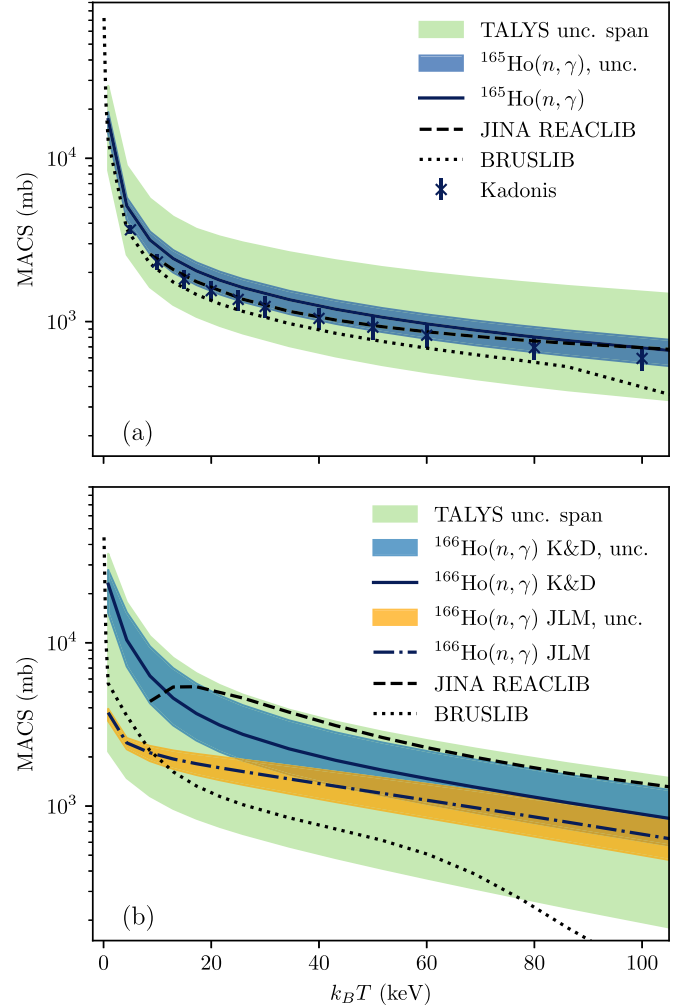 TALYS unc. span
¹⁶⁵Ho(n, γ), unc.
¹⁶⁵Ho(n, γ)
JINA REACLIB
BRUSLIB
Kadonis
10⁴
10³
MACS (mb)
(a)
TALYS unc. span
¹⁶⁶Ho(n, γ) K&D, unc.
¹⁶⁶Ho(n, γ) K&D
¹⁶⁶Ho(n, γ) JLM, unc.
¹⁶⁶Ho(n, γ) JLM
JINA REACLIB
BRUSLIB
10⁴
10³
MACS (mb)
(b)
0 20 40 60 80 100
k_BT (keV)